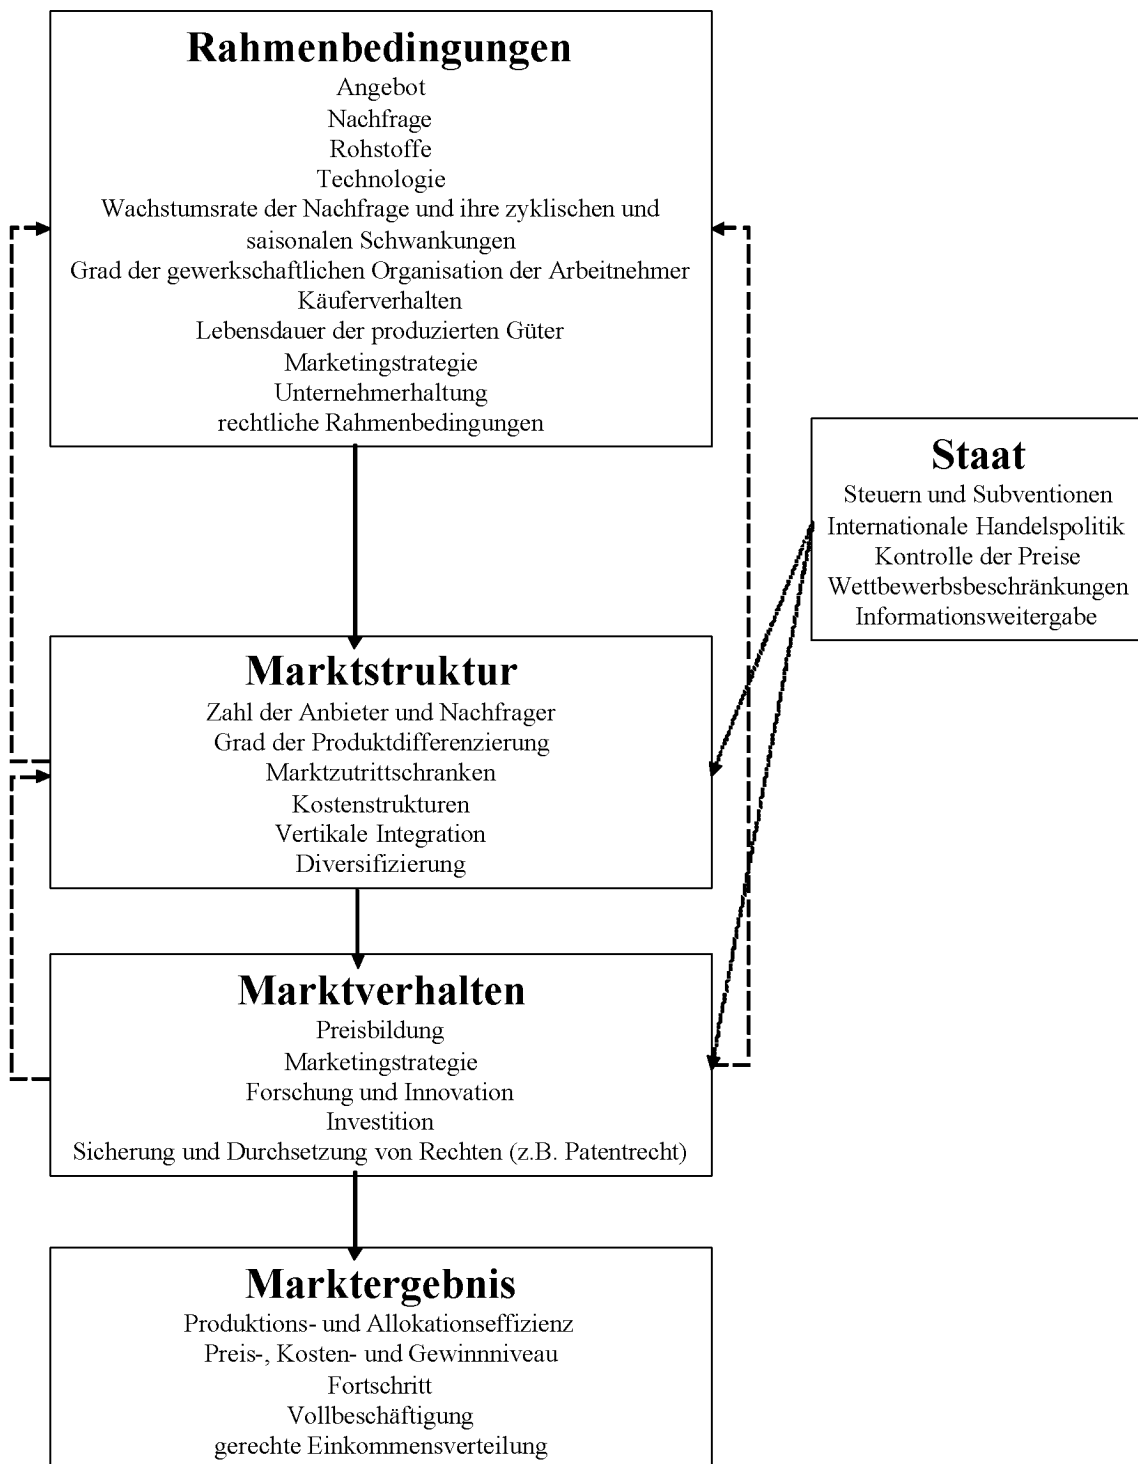 Rahmenbedingungen
Angebot
Nachfrage
Rohstoffe
Technologie
Wachstumsrate der Nachfrage und ihre zyklischen und
saisonalen Schwankungen
Grad der gewerkschaftlichen Organisation der Arbeitnehmer
Käuferverhalten
Lebensdauer der produzierten Güter
Marketingstrategie
Unternehmerhaltung
rechtliche Rahmenbedingungen
Staat
Steuern und Subventionen
Internationale Handelspolitik
Kontrolle der Preise
Wettbewerbsbeschränkungen
Informationsweitergabe
Marktstruktur
Zahl der Anbieter und Nachfrager
Grad der Produktdifferenzierung
Marktzutrittschranken
Kostenstrukturen
Vertikale Integration
Diversifizierung
Marktverhalten
Preisbildung
Marketingstrategie
Forschung und Innovation
Investition
Sicherung und Durchsetzung von Rechten (z.B. Patentrecht)
Marktergebnis
Produktions- und Allokationseffizienz
Preis-, Kosten- und Gewinnniveau
Fortschritt
Vollbeschäftigung
gerechte Einkommensverteilung